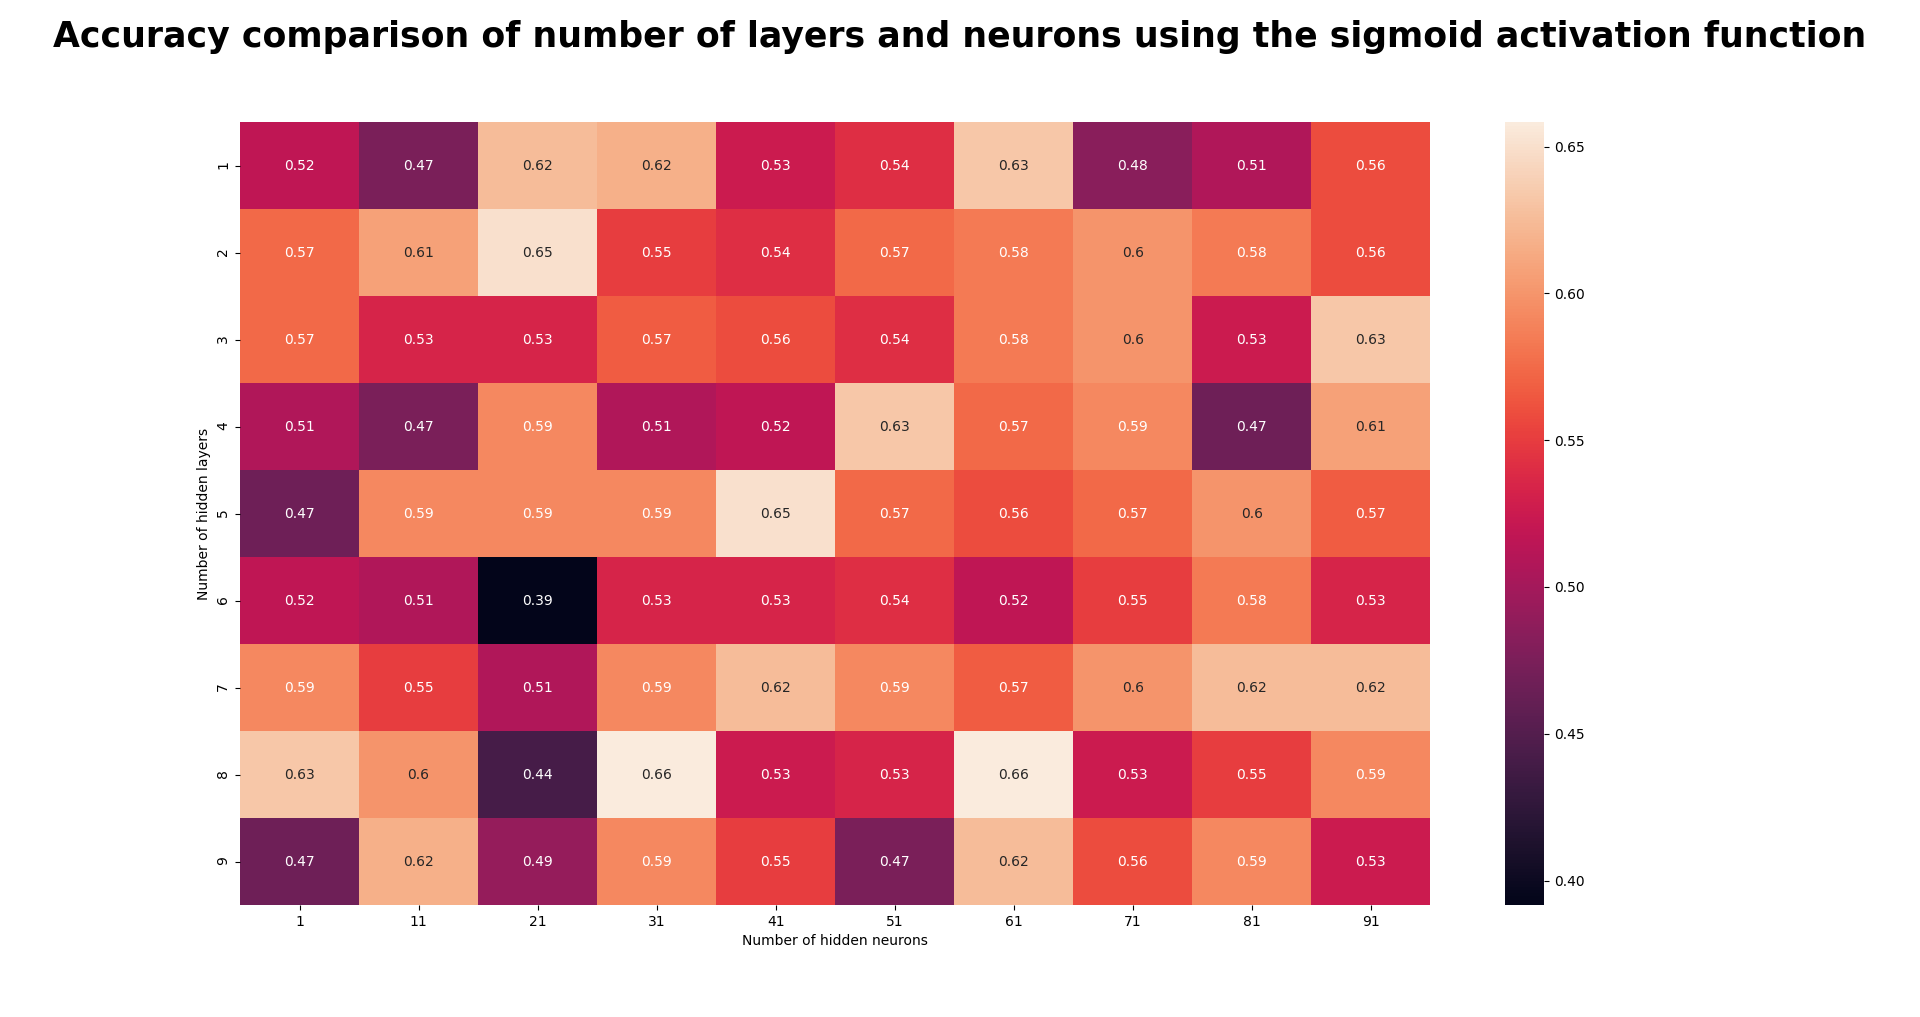 Accuracy comparison of number of layers and neurons using the sigmoid activation function
Number of hidden layers
1 0.52 0.47 0.62 0.62 0.53 0.54 0.63 0.48 0.51 0.56
2 0.57 0.61 0.65 0.55 0.54 0.57 0.58 0.6 0.58 0.56
3 0.57 0.53 0.53 0.57 0.56 0.54 0.58 0.6 0.53 0.63
4 0.51 0.47 0.59 0.51 0.52 0.63 0.57 0.59 0.47 0.61
5 0.47 0.59 0.59 0.59 0.65 0.57 0.56 0.57 0.6 0.57
6 0.52 0.51 0.39 0.53 0.53 0.54 0.52 0.55 0.58 0.53
7 0.59 0.55 0.51 0.59 0.62 0.59 0.57 0.6 0.62 0.62
8 0.63 0.6 0.44 0.66 0.53 0.53 0.66 0.53 0.55 0.59
9 0.47 0.62 0.49 0.59 0.55 0.47 0.62 0.56 0.59 0.53
1 11 21 31 41 51 61 71 81 91
Number of hidden neurons
0.65
0.60
0.55
0.50
0.45
0.40